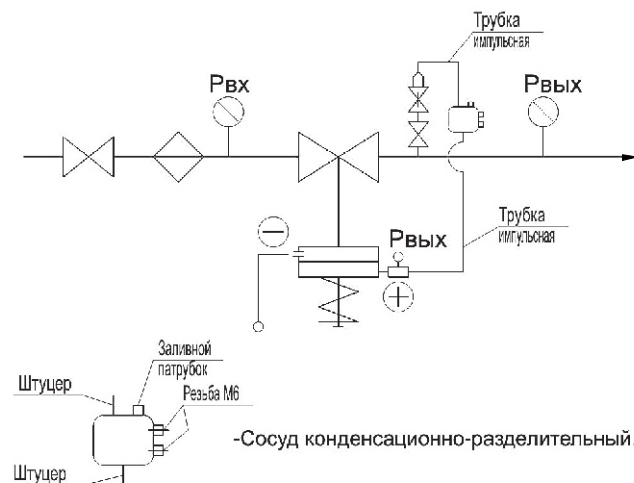 Трубка
импульсная
Рвх
Рвых
Трубка
импульсная
Рвых
Заливной
патрубок
Штуцер
Резьба М6
-Сосуд конденсационно-разделительный.
Штуцер